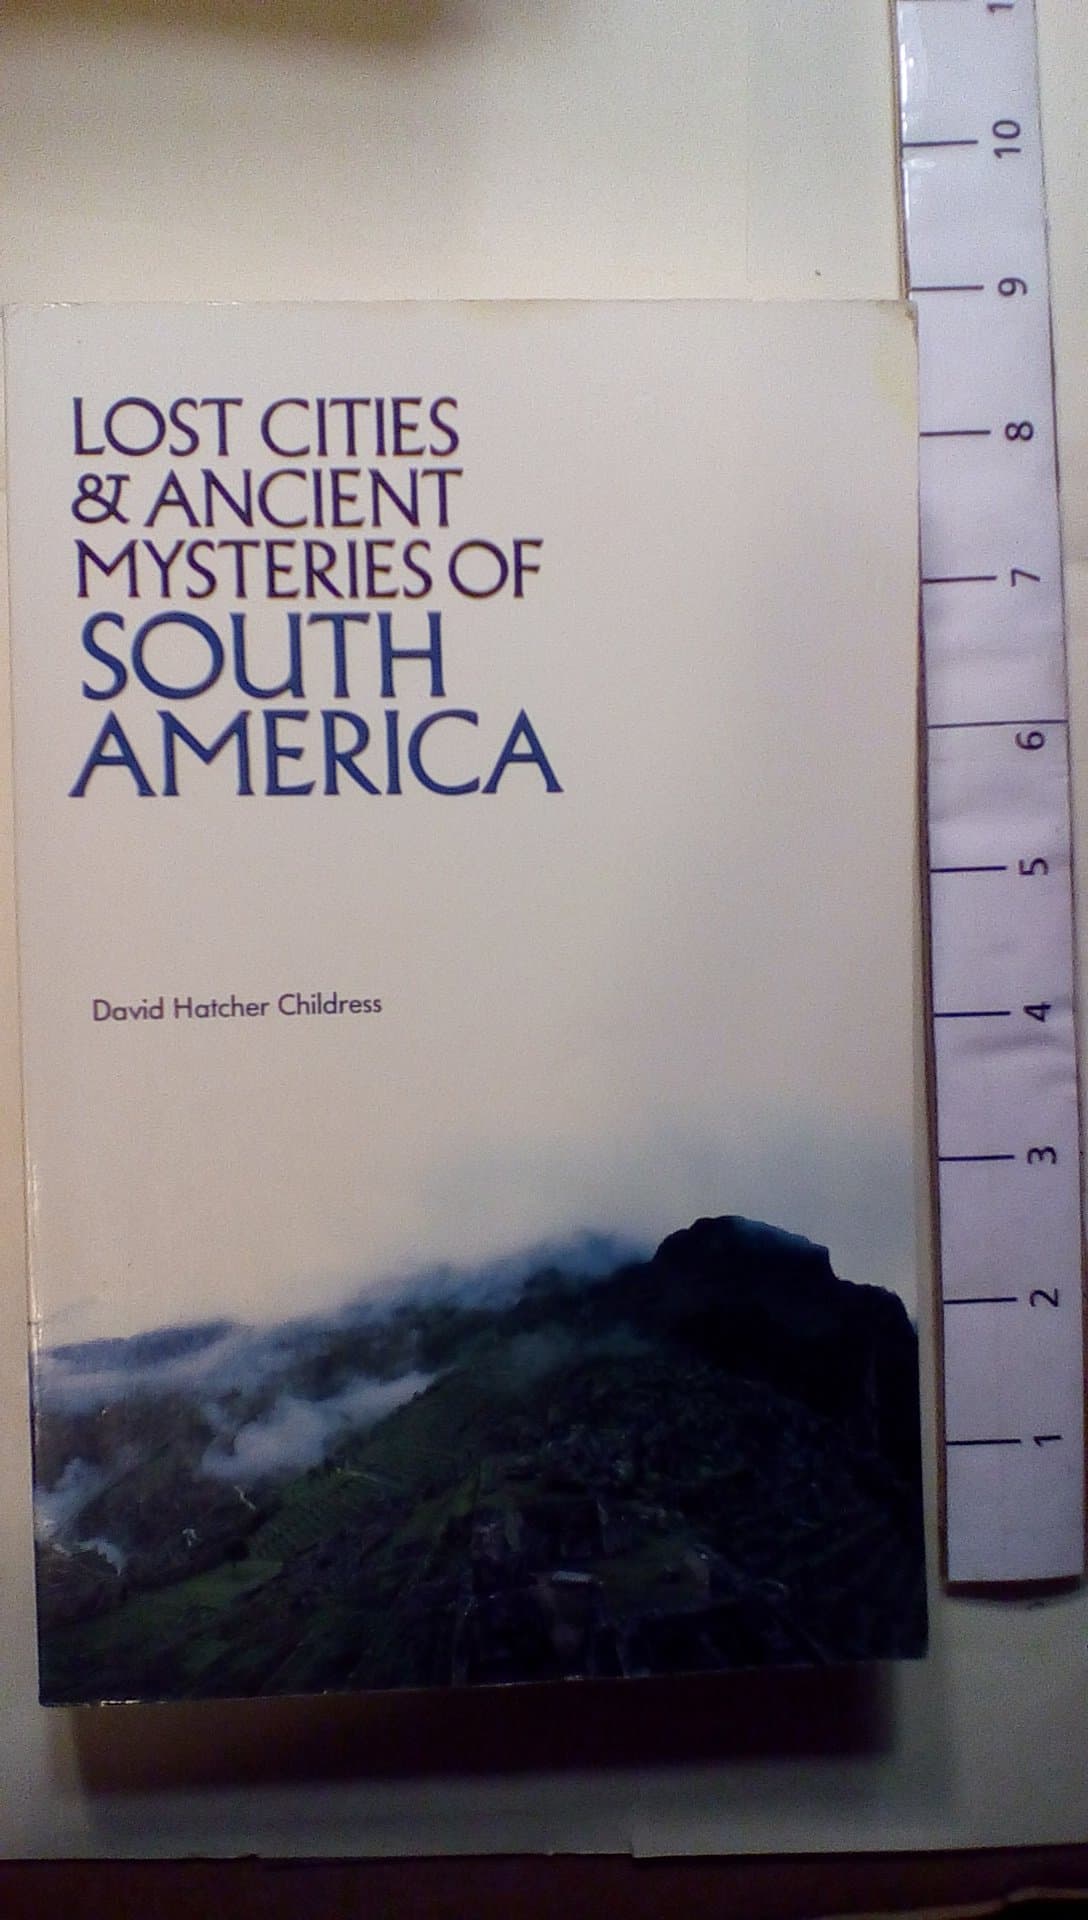 LOST CITIES
& ANCIENT
MYSTERIES OF
SOUTH
AMERICA
David Hatcher Childress
10
9
8
7
6
5
4
3
2
1